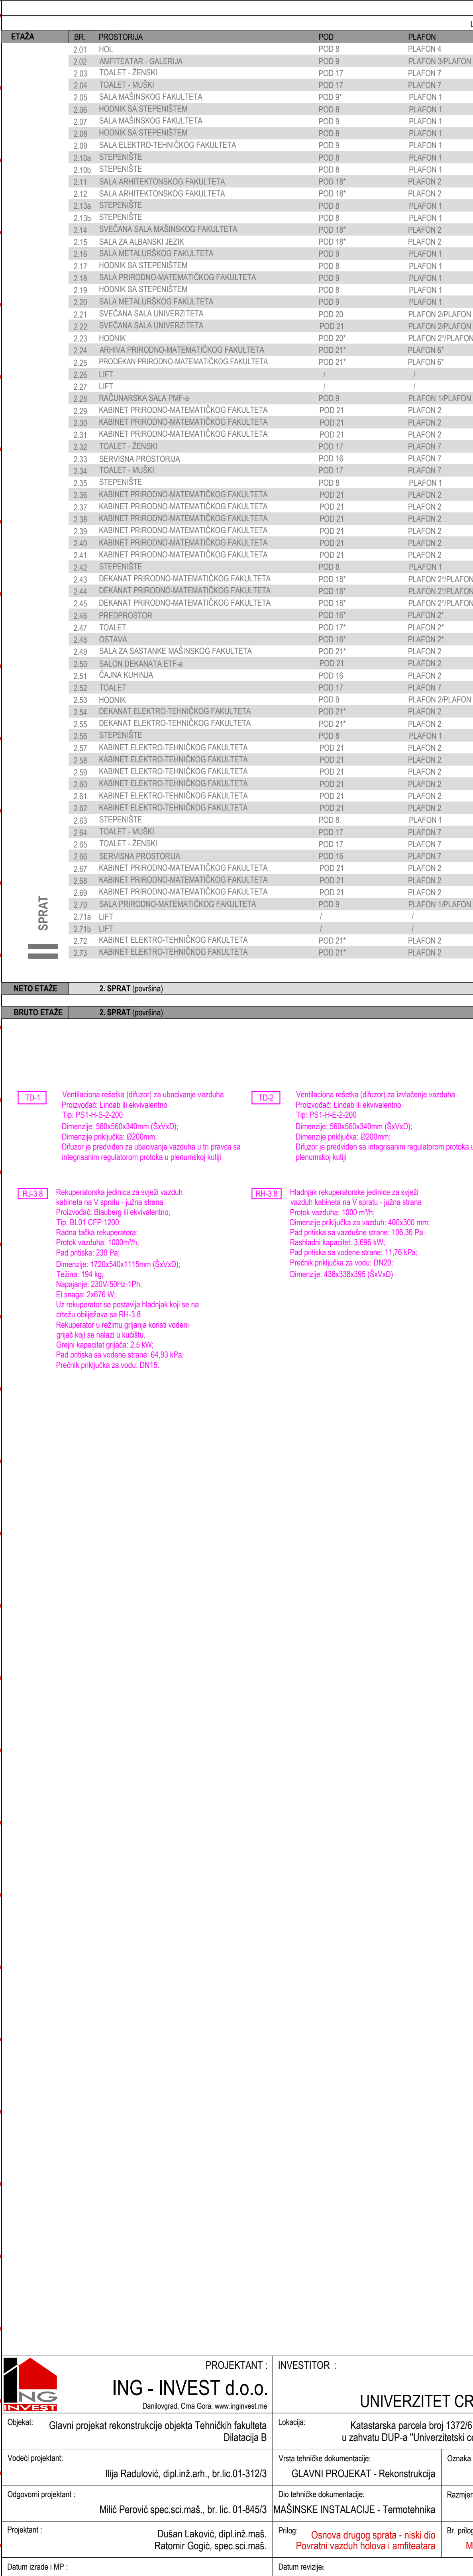 L
ETAŽA BR. PROSTORIJA POD PLAFON
2.01 HOL POD 8 PLAFON 4
2.02 AMFITEATAR - GALERIJA POD 9 PLAFON 3/PLAFON
2.03 TOALET - ŽENSKI POD 17 PLAFON 7
2.04 TOALET - MUŠKI POD 17 PLAFON 7
2.05 SALA MAŠINSKOG FAKULTETA POD 9* PLAFON 1
2.06 HODNIK SA STEPENIŠTEM POD 8 PLAFON 1
2.07 SALA MAŠINSKOG FAKULTETA POD 9 PLAFON 1
2.08 HODNIK SA STEPENIŠTEM POD 8 PLAFON 1
2.09 SALA ELEKTRO-TEHNIČKOG FAKULTETA POD 9 PLAFON 1
2.10a STEPENIŠTE POD 8 PLAFON 1
2.10b STEPENIŠTE POD 8 PLAFON 1
2.11 SALA ARHITEKTONSKOG FAKULTETA POD 18* PLAFON 2
2.12 SALA ARHITEKTONSKOG FAKULTETA POD 18* PLAFON 2
2.13a STEPENIŠTE POD 8 PLAFON 1
2.13b STEPENIŠTE POD 8 PLAFON 1
2.14 SVEČANA SALA MAŠINSKOG FAKULTETA POD 18* PLAFON 2
2.15 SALA ZA ALBANSKI JEZIK POD 18* PLAFON 2
2.16 SALA METALURŠKOG FAKULTETA POD 9 PLAFON 1
2.17 HODNIK SA STEPENIŠTEM POD 8 PLAFON 1
2.18 SALA PRIRODNO-MATEMATIČKOG FAKULTETA POD 9 PLAFON 1
2.19 HODNIK SA STEPENIŠTEM POD 8 PLAFON 1
2.20 SALA METALURŠKOG FAKULTETA POD 9 PLAFON 1
2.21 SVEČANA SALA UNIVERZITETA POD 20 PLAFON 2/PLAFON
2.22 SVEČANA SALA UNIVERZITETA POD 21 PLAFON 2/PLAFON
2.23 HODNIK POD 20* PLAFON 2*/PLAFON
2.24 ARHIVA PRIRODNO-MATEMATIČKOG FAKULTETA POD 21* PLAFON 6*
2.25 PRODEKAN PRIRODNO-MATEMATIČKOG FAKULTETA POD 21* PLAFON 6*
2.26 LIFT / /
2.27 LIFT / /
2.28 RAČUNARSKA SALA PMF-a POD 9 PLAFON 1/PLAFON
2.29 KABINET PRIRODNO-MATEMATIČKOG FAKULTETA POD 21 PLAFON 2
2.30 KABINET PRIRODNO-MATEMATIČKOG FAKULTETA POD 21 PLAFON 2
2.31 KABINET PRIRODNO-MATEMATIČKOG FAKULTETA POD 21 PLAFON 2
2.32 TOALET - ŽENSKI POD 17 PLAFON 7
2.33 SERVISNA PROSTORIJA POD 16 PLAFON 7
2.34 TOALET - MUŠKI POD 17 PLAFON 7
2.35 STEPENIŠTE POD 8 PLAFON 1
2.36 KABINET PRIRODNO-MATEMATIČKOG FAKULTETA POD 21 PLAFON 2
2.37 KABINET PRIRODNO-MATEMATIČKOG FAKULTETA POD 21 PLAFON 2
2.38 KABINET PRIRODNO-MATEMATIČKOG FAKULTETA POD 21 PLAFON 2
2.39 KABINET PRIRODNO-MATEMATIČKOG FAKULTETA POD 21 PLAFON 2
2.40 KABINET PRIRODNO-MATEMATIČKOG FAKULTETA POD 21 PLAFON 2
2.41 KABINET PRIRODNO-MATEMATIČKOG FAKULTETA POD 21 PLAFON 2
2.42 STEPENIŠTE POD 8 PLAFON 1
2.43 DEKANAT PRIRODNO-MATEMATIČKOG FAKULTETA POD 18* PLAFON 2*/PLAFON
2.44 DEKANAT PRIRODNO-MATEMATIČKOG FAKULTETA POD 18* PLAFON 2*/PLAFON
2.45 DEKANAT PRIRODNO-MATEMATIČKOG FAKULTETA POD 18* PLAFON 2*/PLAFON
2.46 PREDPROSTOR POD 16* PLAFON 2*
2.47 TOALET POD 17* PLAFON 2*
2.48 OSTAVA POD 16* PLAFON 2*
2.49 SALA ZA SASTANKE MAŠINSKOG FAKULTETA POD 21* PLAFON 2
2.50 SALON DEKANATA ETF-a POD 21 PLAFON 2
2.51 ČAJNA KUHINJA POD 16 PLAFON 2
2.52 TOALET POD 17 PLAFON 7
2.53 HODNIK POD 9 PLAFON 2/PLAFON
2.54 DEKANAT ELEKTRO-TEHNIČKOG FAKULTETA POD 21* PLAFON 2
2.55 DEKANAT ELEKTRO-TEHNIČKOG FAKULTETA POD 21* PLAFON 2
2.56 STEPENIŠTE POD 8 PLAFON 1
2.57 KABINET ELEKTRO-TEHNIČKOG FAKULTETA POD 21 PLAFON 2
2.58 KABINET ELEKTRO-TEHNIČKOG FAKULTETA POD 21 PLAFON 2
2.59 KABINET ELEKTRO-TEHNIČKOG FAKULTETA POD 21 PLAFON 2
2.60 KABINET ELEKTRO-TEHNIČKOG FAKULTETA POD 21 PLAFON 2
2.61 KABINET ELEKTRO-TEHNIČKOG FAKULTETA POD 21 PLAFON 2
2.62 KABINET ELEKTRO-TEHNIČKOG FAKULTETA POD 21 PLAFON 2
2.63 STEPENIŠTE POD 8 PLAFON 1
2.64 TOALET - MUŠKI POD 17 PLAFON 7
2.65 TOALET - ŽENSKI POD 17 PLAFON 7
2.66 SERVISNA PROSTORIJA POD 16 PLAFON 7
2.67 KABINET PRIRODNO-MATEMATIČKOG FAKULTETA POD 21 PLAFON 2
2.68 KABINET PRIRODNO-MATEMATIČKOG FAKULTETA POD 21 PLAFON 2
2.69 KABINET PRIRODNO-MATEMATIČKOG FAKULTETA POD 21 PLAFON 2
2.70 SALA PRIRODNO-MATEMATIČKOG FAKULTETA POD 9 PLAFON 1/PLAFON
2.71a LIFT / /
2.71b LIFT / /
2.72 KABINET ELEKTRO-TEHNIČKOG FAKULTETA POD 21* PLAFON 2
2.73 KABINET ELEKTRO-TEHNIČKOG FAKULTETA POD 21* PLAFON 2
II SPRAT
NETO ETAŽE 2. SPRAT (površina)
BRUTO ETAŽE 2. SPRAT (površina)
TD-1
Ventilaciona rešetka (difuzor) za ubacivanje vazduha
Proizvođač: Lindab ili ekvivalentno
Tip: PS1-H-S-2-200
Dimenzije: 560x560x340mm (ŠxVxD);
Dimenzije priključka: Ø200mm;
Difuzor je predviđen za ubacivanje vazduha u tri pravca sa
integrisanim regulatorom protoka u plenumskoj kutiji
TD-2
Ventilaciona rešetka (difuzor) za izvlačenje vazduha
Proizvođač: Lindab ili ekvivalentno
Tip: PS1-H-E-2-200
Dimenzije: 560x560x340mm (ŠxVxD);
Dimenzije priključka: Ø200mm;
Difuzor je predviđen sa integrisanim regulatorom protoka u
plenumskoj kutiji
RJ-3.8
Rekuperatorska jedinica za svježi vazduh
kabineta na V spratu - južna strana
Proizvođač: Blauberg ili ekvivalentno;
Tip: BL01 CFP 1200;
Radna tačka rekuperatora:
Protok vazduha: 1000m³/h;
Pad pritiska: 230 Pa;
Dimenzije: 1720x540x1115mm (ŠxVxD);
Težina: 194 kg;
Napajanje: 230V-50Hz-1Ph;
El.snaga: 2x676 W;
Uz rekuperator se postavlja hladnjak koji se na
crtežu obilježava sa RH-3.8
Rekuperator u režimu grijanja koristi vodeni
grijač koji se nalazi u kućištu.
Grejni kapacitet grijača: 2,5 kW;
Pad pritiska sa vodene strane: 64,93 kPa;
Prečnik priključka za vodu: DN15.
RH-3.8
Hladnjak rekuperatorske jedinice za svježi
vazduh kabineta na V spratu - južna strana
Protok vazduha: 1000 m³/h;
Dimenzije priključka za vazduh: 400x300 mm;
Pad pritiska sa vazdušne strane: 106,36 Pa;
Rashladni kapacitet: 3,696 kW;
Pad pritiska sa vodene strane: 11,76 kPa;
Prečnik priključka za vodu: DN20;
Dimenzije: 438x338x395 (ŠxVxD)
ING
INVEST
PROJEKTANT :
ING - INVEST d.o.o.
Danilovgrad, Crna Gora, www.inginvest.me
INVESTITOR :
UNIVERZITET CR
Objekat: Glavni projekat rekonstrukcije objekta Tehničkih fakulteta
Dilatacija B
Lokacija: Katastarska parcela broj 1372/6
u zahvatu DUP-a "Univerzitetski ce
Vodeći projektant:
Ilija Radulović, dipl.inž.arh., br.lic.01-312/3
Vrsta tehničke dokumentacije:
GLAVNI PROJEKAT - Rekonstrukcija
Oznaka
Odgovorni projektant :
Milić Perović spec.sci.maš., br. lic. 01-845/3
Dio tehničke dokumentacije:
MAŠINSKE INSTALACIJE - Termotehnika
Razmjer
Projektant :
Dušan Laković, dipl.inž.maš.
Ratomir Gogić, spec.sci.maš.
Prilog: Osnova drugog sprata - niski dio
Povratni vazduh holova i amfiteatara
Br. prilog
M
Datum izrade i MP :
Datum revizije: